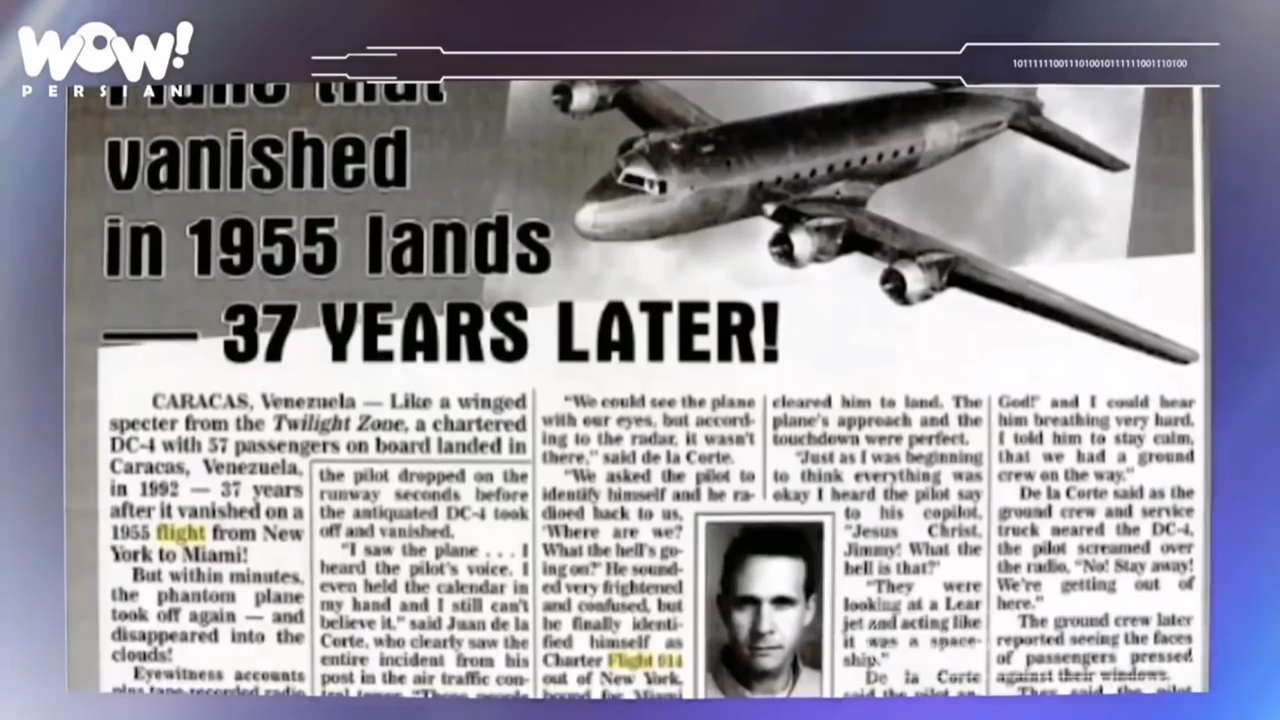 WOW!
PERSIAN
10111111001110100101111110011110100
Plane that
vanished
in 1955 lands
— 37 YEARS LATER!
CARACAS, Venezuela — Like a winged
specter from the Twilight Zone, a chartered
DC-4 with 57 passengers on board landed in
Caracas, Venezuela,
in 1992 — 37 years
after it vanished on a
1955 flight from New
York to Miami!
But within minutes,
the phantom plane
took off again — and
disappeared into the
clouds!
Eyewitness accounts
the pilot dropped on the
runway seconds before
the antiquated DC-4 took
off and vanished.
"I saw the plane . . . I
heard the pilot's voice. I
even held the calendar in
my hand and I still can't
believe it," said Juan de la
Corte, who clearly saw the
entire incident from his
post in the air traffic con-
"We could see the plane
with our eyes, but accord-
ing to the radar, it wasn't
there," said de la Corte.
"We asked the pilot to
identify himself and he ra-
dioed back to us,
'Where are we?
What the hell's go-
ing on?' He sound-
ed very frightened
and confused, but
he finally identi-
fied himself as
Charter Flight 914
out of New York,
bound for Miami
cleared him to land. The
plane's approach and the
touchdown were perfect.
"Just as I was beginning
to think everything was
okay I heard the pilot say
to his copilot,
"Jesus Christ,
Jimmy! What the
hell is that?'
"They were
looking at a Lear
jet and acting like
it was a space-
ship."
De la Corte
said the pilot
God!' and I could hear
him breathing very hard.
I told him to stay calm,
that we had a ground
crew on the way."
De la Corte said as the
ground crew and service
truck neared the DC-4,
the pilot screamed over
the radio, "No! Stay away!
We're getting out of
here."
The ground crew later
reported seeing the faces
of passengers pressed
against their windows.
"They said the pilot